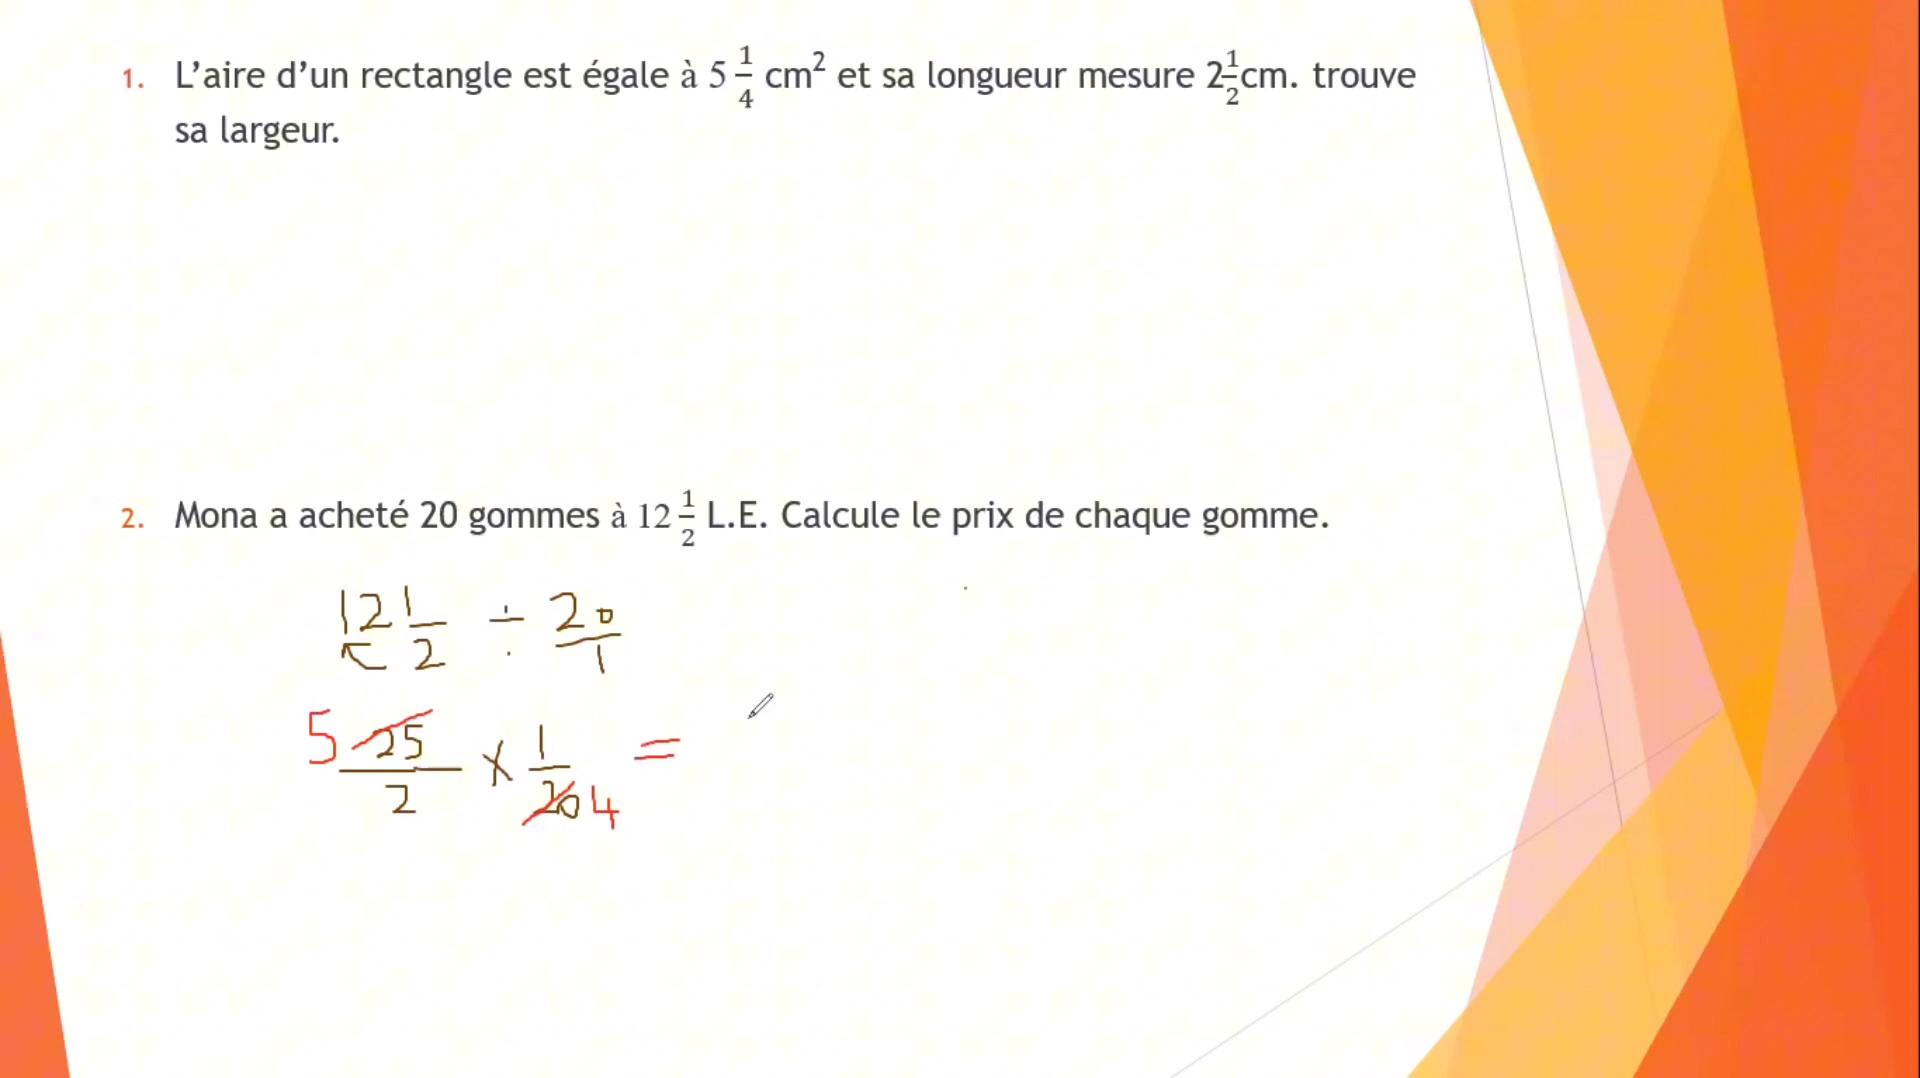 1. L’aire d’un rectangle est égale à 5 1/4 cm² et sa longueur mesure 2 1/2 cm. trouve
sa largeur.
2. Mona a acheté 20 gommes à 12 1/2 L.E. Calcule le prix de chaque gomme.
12 1/2 ÷ 20/1
5 25/2 × 1/20 4 =